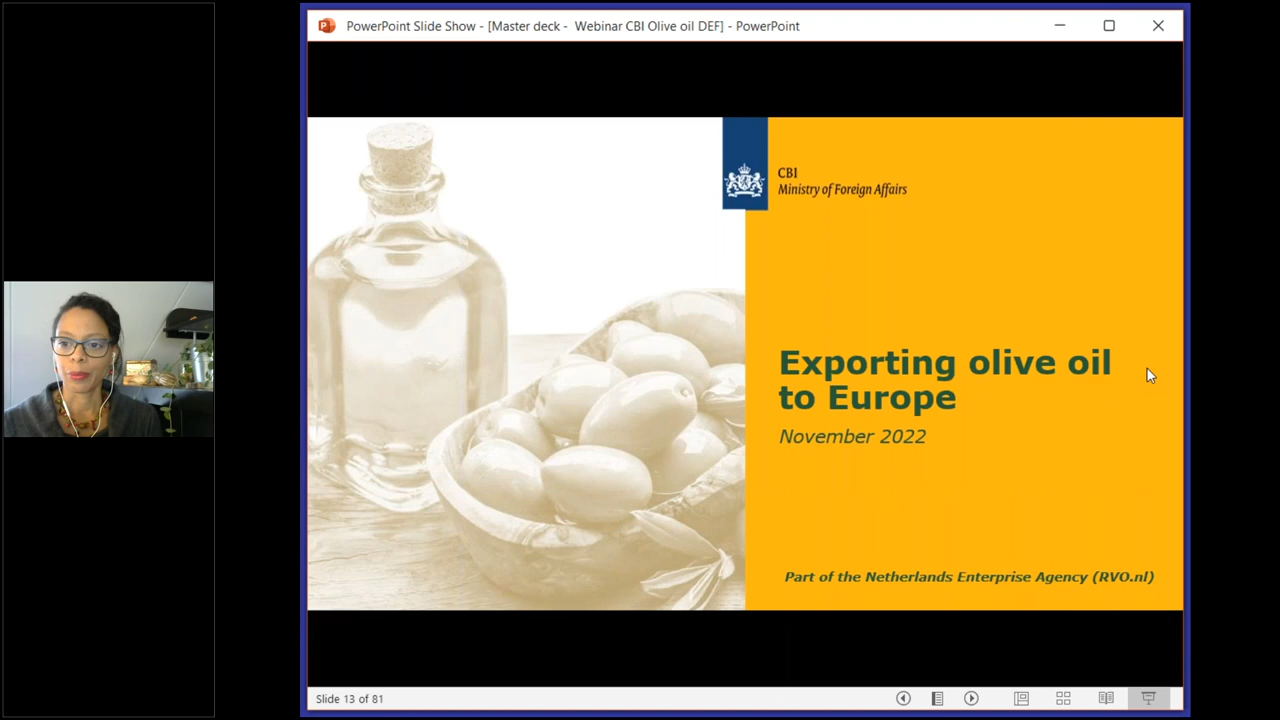 PowerPoint Slide Show - [Master deck -  Webinar CBI Olive oil DEF] - PowerPoint
CBI
Ministry of Foreign Affairs
Exporting olive oil
to Europe
November 2022
Part of the Netherlands Enterprise Agency (RVO.nl)
Slide 13 of 81